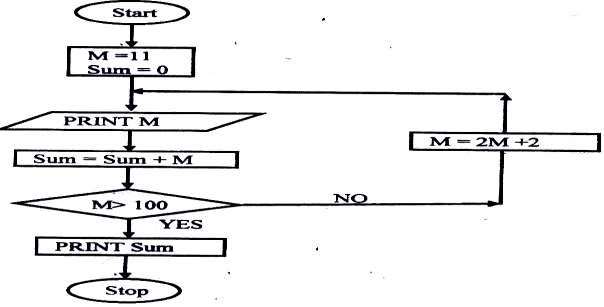 Start
M =11
Sum = 0
PRINT M
Sum = Sum + M
M = 2M +2
M> 100
NO
YES
PRINT Sum
Stop